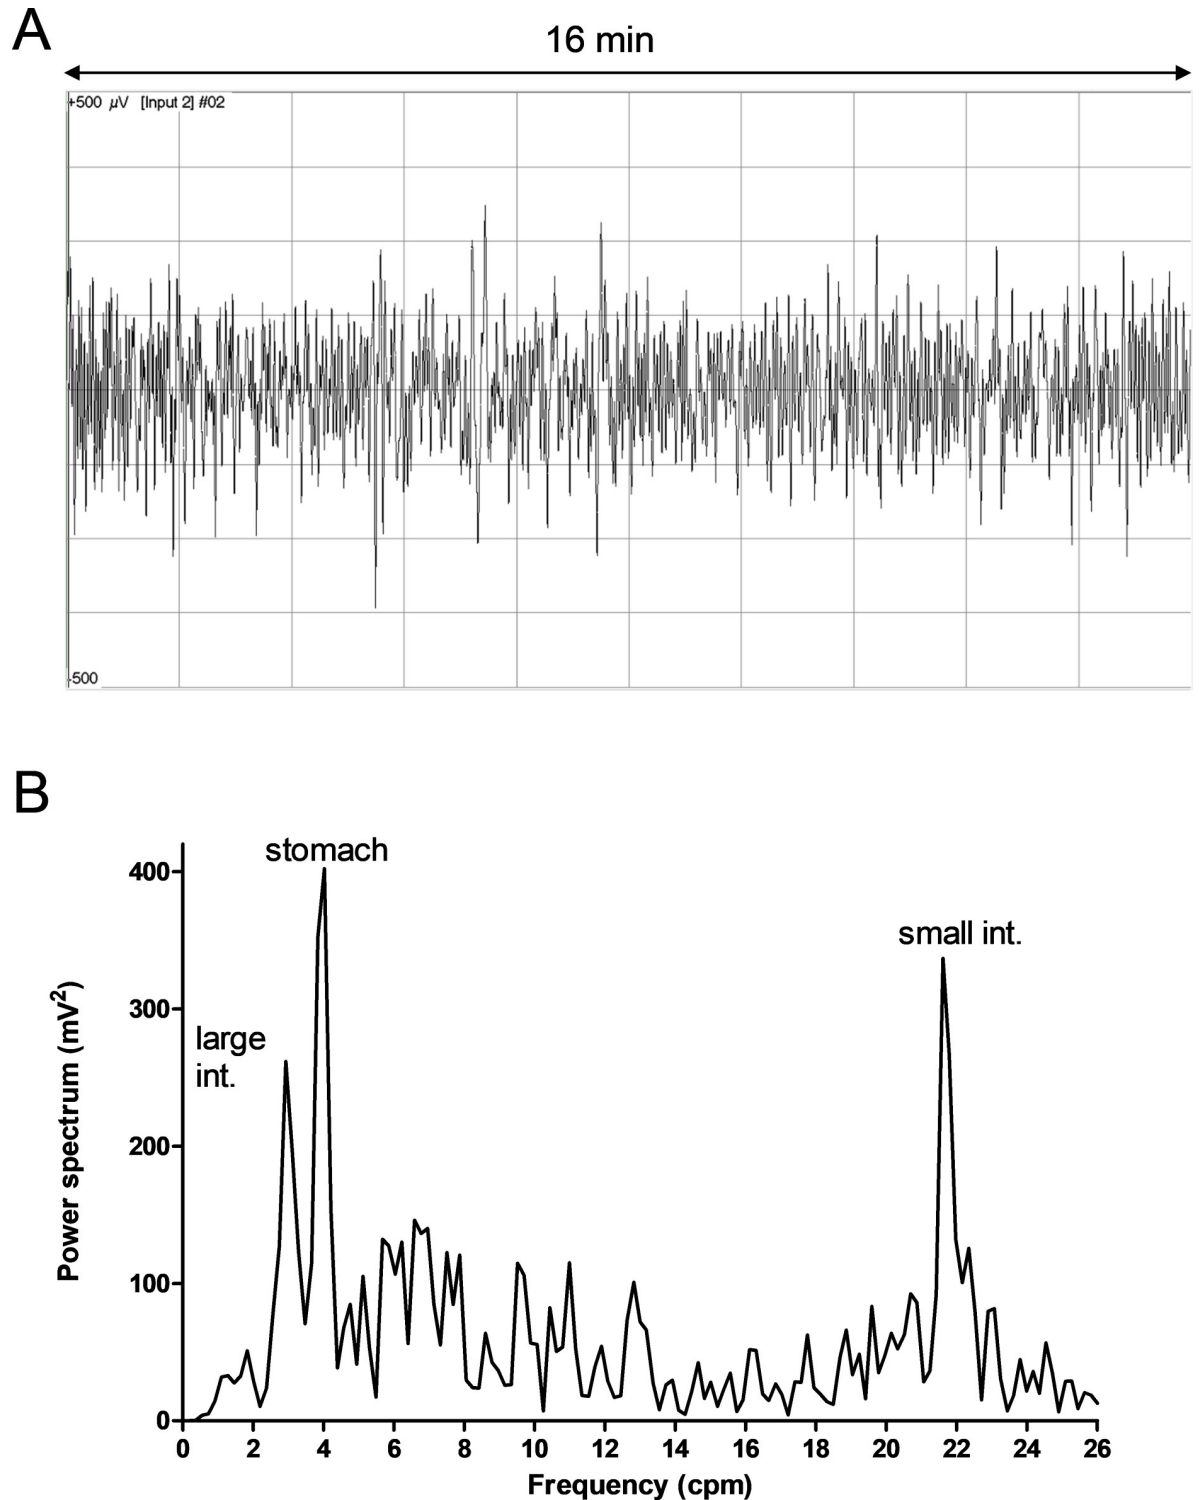 A
16 min
+500 µV [Input 2] #02
-500
B
stomach
small int.
large
int.
400
300
200
100
0
Power spectrum (mV²)
0 2 4 6 8 10 12 14 16 18 20 22 24 26
Frequency (cpm)